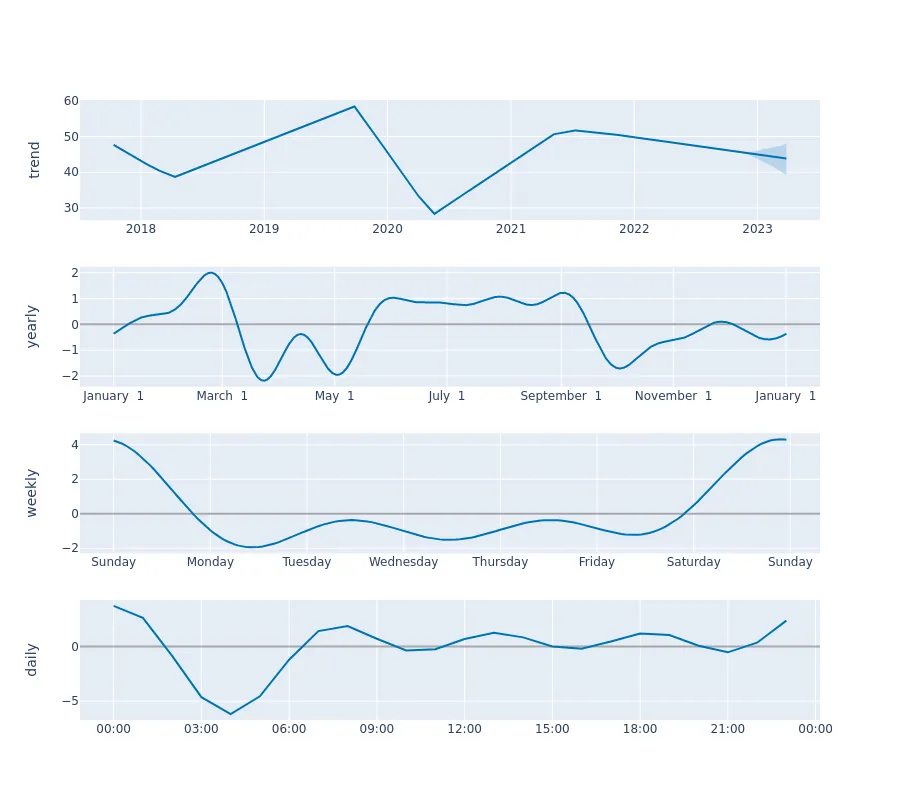 trend
60
50
40
30
2018 2019 2020 2021 2022 2023
yearly
2
1
0
−1
−2
January 1 March 1 May 1 July 1 September 1 November 1 January 1
weekly
4
2
0
−2
Sunday Monday Tuesday Wednesday Thursday Friday Saturday Sunday
daily
0
−5
00:00 03:00 06:00 09:00 12:00 15:00 18:00 21:00 00:00